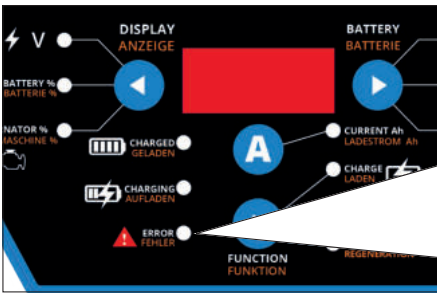 V
DISPLAY
ANZEIGE
BATTERY
BATTERIE
BATTERY %
BATTERIE %
NATOR %
MASCHINE %
CHARGED
GELADEN
A
CURRENT Ah
LADESTROM Ah
CHARGING
AUFLADEN
CHARGE
LADEN
ERROR
FEHLER
FUNCTION
FUNKTION
REGENERATION